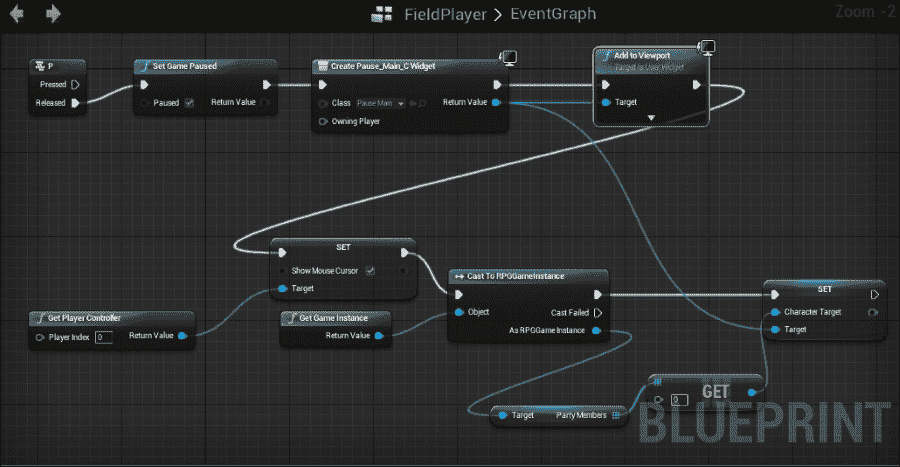 FieldPlayer > EventGraph
Zoom -2
P
Pressed
Released
Set Game Paused
Paused
Return Value
Create Pause_Main_C Widget
Class
Pause Main
Return Value
Owning Player
Add to Viewport
Target is User Widget
Target
SET
Show Mouse Cursor
Target
Get Player Controller
Player Index
0
Return Value
Get Game Instance
Return Value
Cast To RPGGameInstance
Object
Cast Failed
As RPGGame Instance
SET
Character Target
Target
Target
Party Members
0
GET
BLUEPRINT